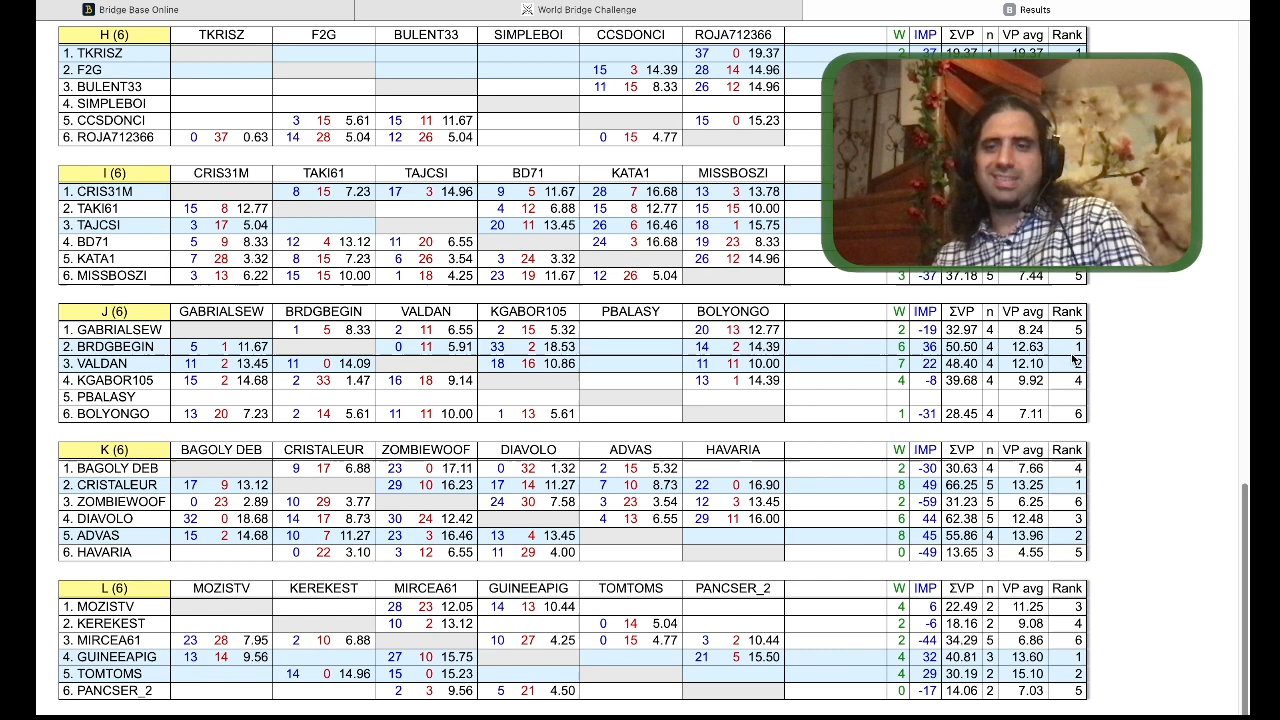 Bridge Base Online World Bridge Challenge B Results
H (6) TKRISZ F2G BULENT33 SIMPLEBOI CCSDONCI ROJA712366 W IMP ΣVP n VP avg Rank
1. TKRISZ 37 0 19.37
2. F2G 15 3 14.39 28 14 14.96
3. BULENT33 11 15 8.33 26 12 14.96
4. SIMPLEBOI
5. CCSDONCI 3 15 5.61 15 11 11.67 15 0 15.23
6. ROJA712366 0 37 0.63 14 28 5.04 12 26 5.04 0 15 4.77
I (6) CRIS31M TAKI61 TAJCSI BD71 KATA1 MISSBOSZI
1. CRIS31M 8 15 7.23 17 3 14.96 9 5 11.67 28 7 16.68 13 3 13.78
2. TAKI61 15 8 12.77 4 12 6.88 15 8 12.77 15 15 10.00
3. TAJCSI 3 17 5.04 20 11 13.45 26 6 16.46 18 1 15.75
4. BD71 5 9 8.33 12 4 13.12 11 20 6.55 24 3 16.68 19 23 8.33
5. KATA1 7 28 3.32 8 15 7.23 6 26 3.54 3 24 3.32 26 12 14.96
6. MISSBOSZI 3 13 6.22 15 15 10.00 1 18 4.25 23 19 11.67 12 26 5.04 3 -37 37.18 5 7.44 5
J (6) GABRIALSEW BRDGBEGIN VALDAN KGABOR105 PBALASY BOLYONGO W IMP ΣVP n VP avg Rank
1. GABRIALSEW 1 5 8.33 2 11 6.55 2 15 5.32 20 13 12.77 2 -19 32.97 4 8.24 5
2. BRDGBEGIN 5 1 11.67 0 11 5.91 33 2 18.53 14 2 14.39 6 36 50.50 4 12.63 1
3. VALDAN 11 2 13.45 11 0 14.09 18 16 10.86 11 11 10.00 7 22 48.40 4 12.10 2
4. KGABOR105 15 2 14.68 2 33 1.47 16 18 9.14 13 1 14.39 4 -8 39.68 4 9.92 4
5. PBALASY
6. BOLYONGO 13 20 7.23 2 14 5.61 11 11 10.00 1 13 5.61 1 -31 28.45 4 7.11 6
K (6) BAGOLY DEB CRISTALEUR ZOMBIEWOOF DIAVOLO ADVAS HAVARIA W IMP ΣVP n VP avg Rank
1. BAGOLY DEB 9 17 6.88 23 0 17.11 0 32 1.32 2 15 5.32 2 -30 30.63 4 7.66 4
2. CRISTALEUR 17 9 13.12 29 10 16.23 17 14 11.27 7 10 8.73 22 0 16.90 8 49 66.25 5 13.25 1
3. ZOMBIEWOOF 0 23 2.89 10 29 3.77 24 30 7.58 3 23 3.54 12 3 13.45 2 -59 31.23 5 6.25 6
4. DIAVOLO 32 0 18.68 14 17 8.73 30 24 12.42 4 13 6.55 29 11 16.00 6 44 62.38 5 12.48 3
5. ADVAS 15 2 14.68 10 7 11.27 23 3 16.46 13 4 13.45 8 45 55.86 4 13.96 2
6. HAVARIA 0 22 3.10 3 12 6.55 11 29 4.00 0 -49 13.65 3 4.55 5
L (6) MOZISTV KEREKEST MIRCEA61 GUINEEAPIG TOMTOMS PANCSER_2 W IMP ΣVP n VP avg Rank
1. MOZISTV 28 23 12.05 14 13 10.44 4 6 22.49 2 11.25 3
2. KEREKEST 10 2 13.12 0 14 5.04 2 -6 18.16 2 9.08 4
3. MIRCEA61 23 28 7.95 2 10 6.88 10 27 4.25 0 15 4.77 3 2 10.44 2 -44 34.29 5 6.86 6
4. GUINEEAPIG 13 14 9.56 27 10 15.75 21 5 15.50 4 32 40.81 3 13.60 1
5. TOMTOMS 14 0 14.96 15 0 15.23 4 29 30.19 2 15.10 2
6. PANCSER_2 2 3 9.56 5 21 4.50 0 -17 14.06 2 7.03 5